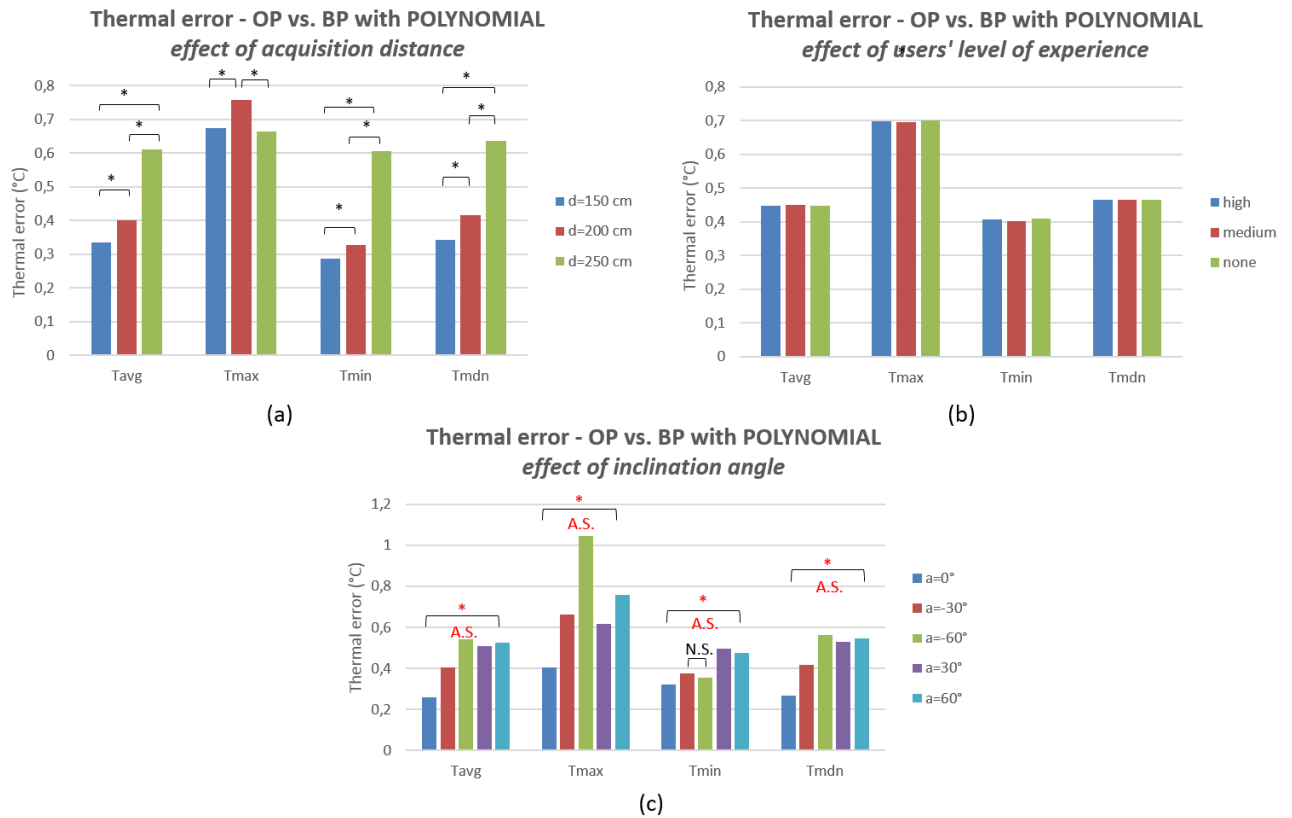 Thermal error - OP vs. BP with POLYNOMIAL
effect of acquisition distance
Thermal error (°C)
0,8
0,7
0,6
0,5
0,4
0,3
0,2
0,1
0
* * * * * * * * * * *
Tavg Tmax Tmin Tmdn
d=150 cm
d=200 cm
d=250 cm
(a)
Thermal error - OP vs. BP with POLYNOMIAL
effect of users' level of experience
*
Thermal error (°C)
0,8
0,7
0,6
0,5
0,4
0,3
0,2
0,1
0
Tavg Tmax Tmin Tmdn
high
medium
none
(b)
Thermal error - OP vs. BP with POLYNOMIAL
effect of inclination angle
Thermal error (°C)
1,2
1
0,8
0,6
0,4
0,2
0
*
A.S.
*
A.S.
*
A.S.
N.S.
*
A.S.
Tavg Tmax Tmin Tmdn
a=0°
a=-30°
a=-60°
a=30°
a=60°
(c)